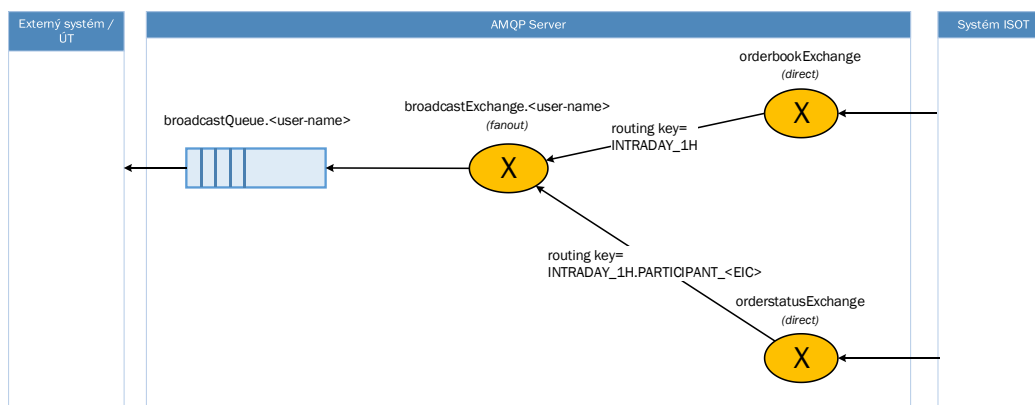 Externý systém /
ÚT
AMQP Server
Systém ISOT
orderbookExchange
(direct)
X
broadcastExchange.<user-name>
(fanout)
X
broadcastQueue.<user-name>
routing key=
INTRADAY_1H
routing key=
INTRADAY_1H.PARTICIPANT_<EIC>
orderstatusExchange
(direct)
X